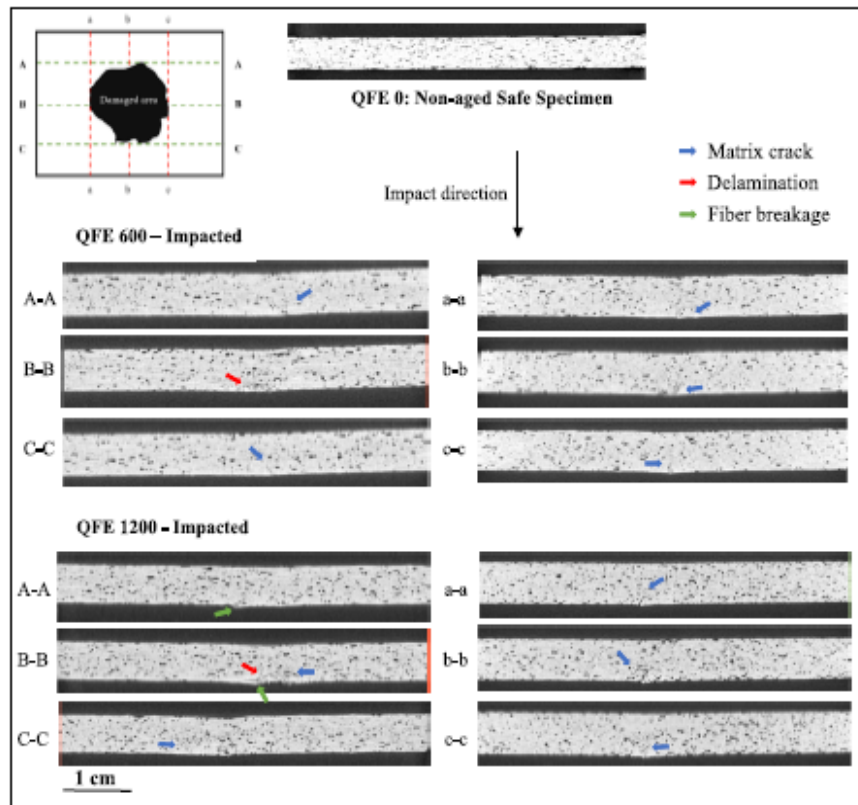 a b c
A A
Damaged area
B B
C C
a b c
QFE 0: Non-aged Safe Specimen
Impact direction
Matrix crack
Delamination
Fiber breakage
QFE 600 – Impacted
A-A a-a
B-B b-b
C-C c-c
QFE 1200 – Impacted
A-A a-a
B-B b-b
C-C c-c
1 cm